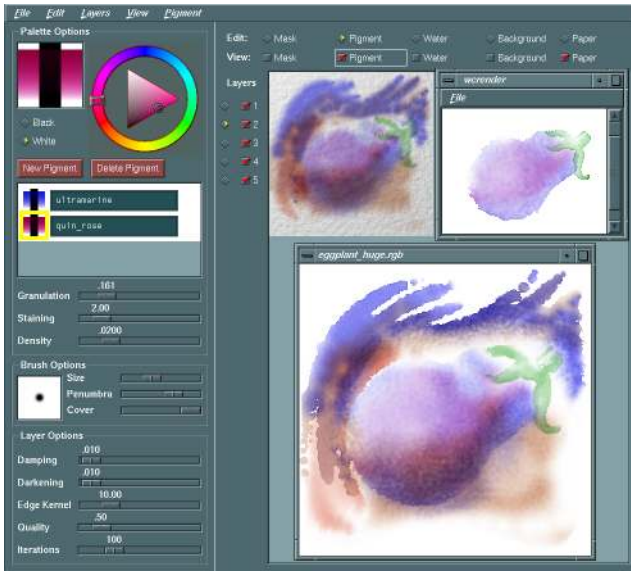 File Edit Layers View Pigment
Palette Options
Black
White
New Pigment Delete Pigment
ultramarine
quin_rose
.161
Granulation
2.00
Staining
.0200
Density
Brush Options
Size
Penumbra
Cover
Layer Options
.010
Damping
.010
Darkening
10.00
Edge Kernel
.50
Quality
100
Iterations
Edit: Mask Pigment Water Background Paper
View: Mask Pigment Water Background Paper
Layers
1
2
3
4
5
wcrender
File
eggplant_huge.rgb